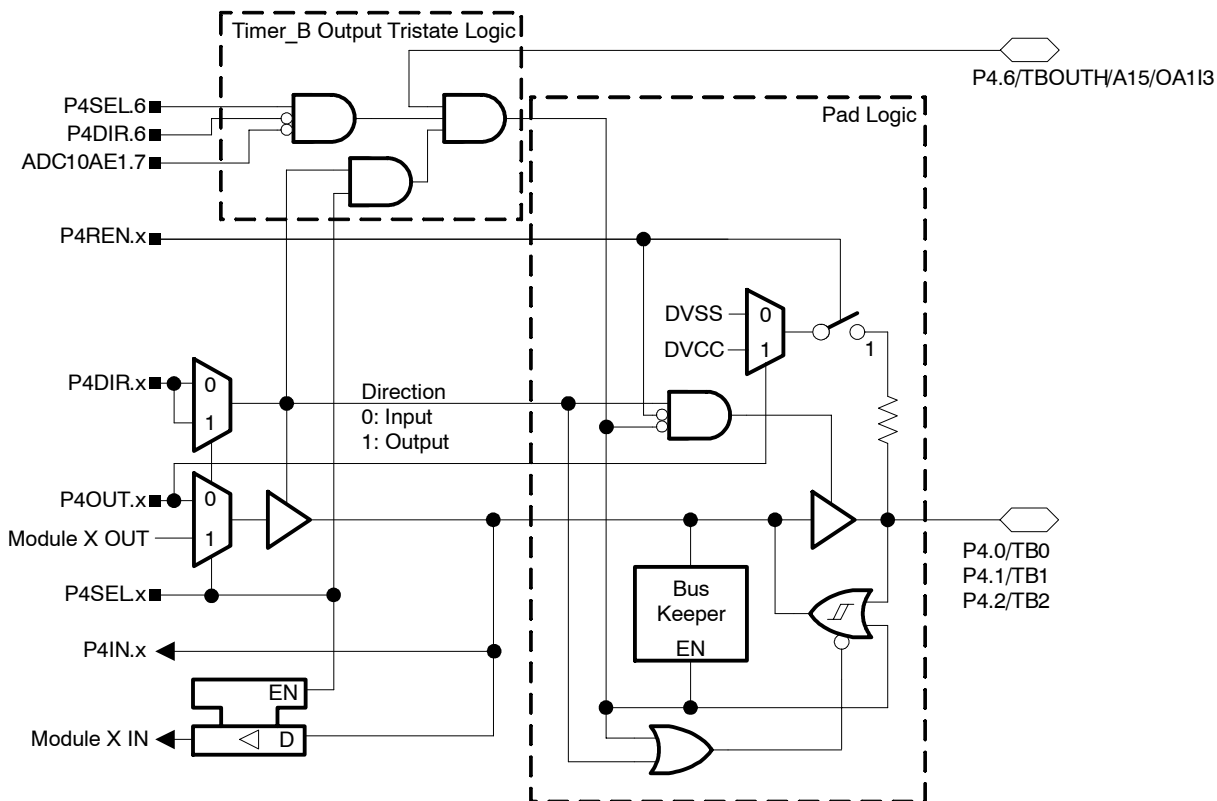 Timer_B Output Tristate Logic
P4.6/TBOUTH/A15/OA1I3
P4SEL.6
P4DIR.6
ADC10AE1.7
Pad Logic
P4REN.x
DVSS
0
DVCC
1
1
P4DIR.x
0
1
Direction
0: Input
1: Output
P4OUT.x
0
Module X OUT
1
P4.0/TB0
P4.1/TB1
P4.2/TB2
P4SEL.x
Bus
Keeper
EN
P4IN.x
EN
Module X IN
D